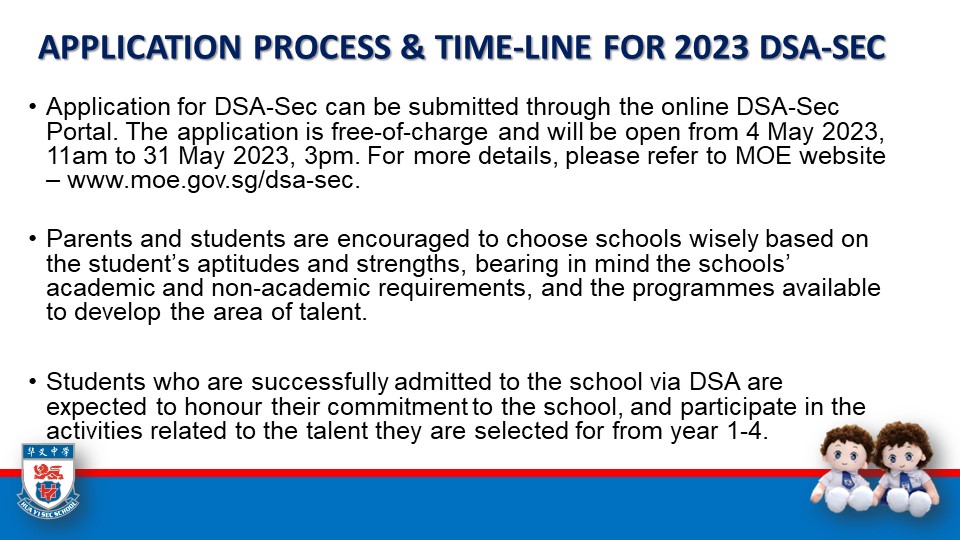 APPLICATION PROCESS & TIME-LINE FOR 2023 DSA-SEC
• Application for DSA-Sec can be submitted through the online DSA-Sec
Portal. The application is free-of-charge and will be open from 4 May 2023,
11am to 31 May 2023, 3pm. For more details, please refer to MOE website
– www.moe.gov.sg/dsa-sec.
• Parents and students are encouraged to choose schools wisely based on
the student’s aptitudes and strengths, bearing in mind the schools’
academic and non-academic requirements, and the programmes available
to develop the area of talent.
• Students who are successfully admitted to the school via DSA are
expected to honour their commitment to the school, and participate in the
activities related to the talent they are selected for from year 1-4.
华义中学
HUA YI SEC SCHOOL